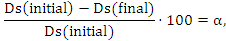 Ds(initial) − Ds(final)
Ds(initial)
· 100 = α,